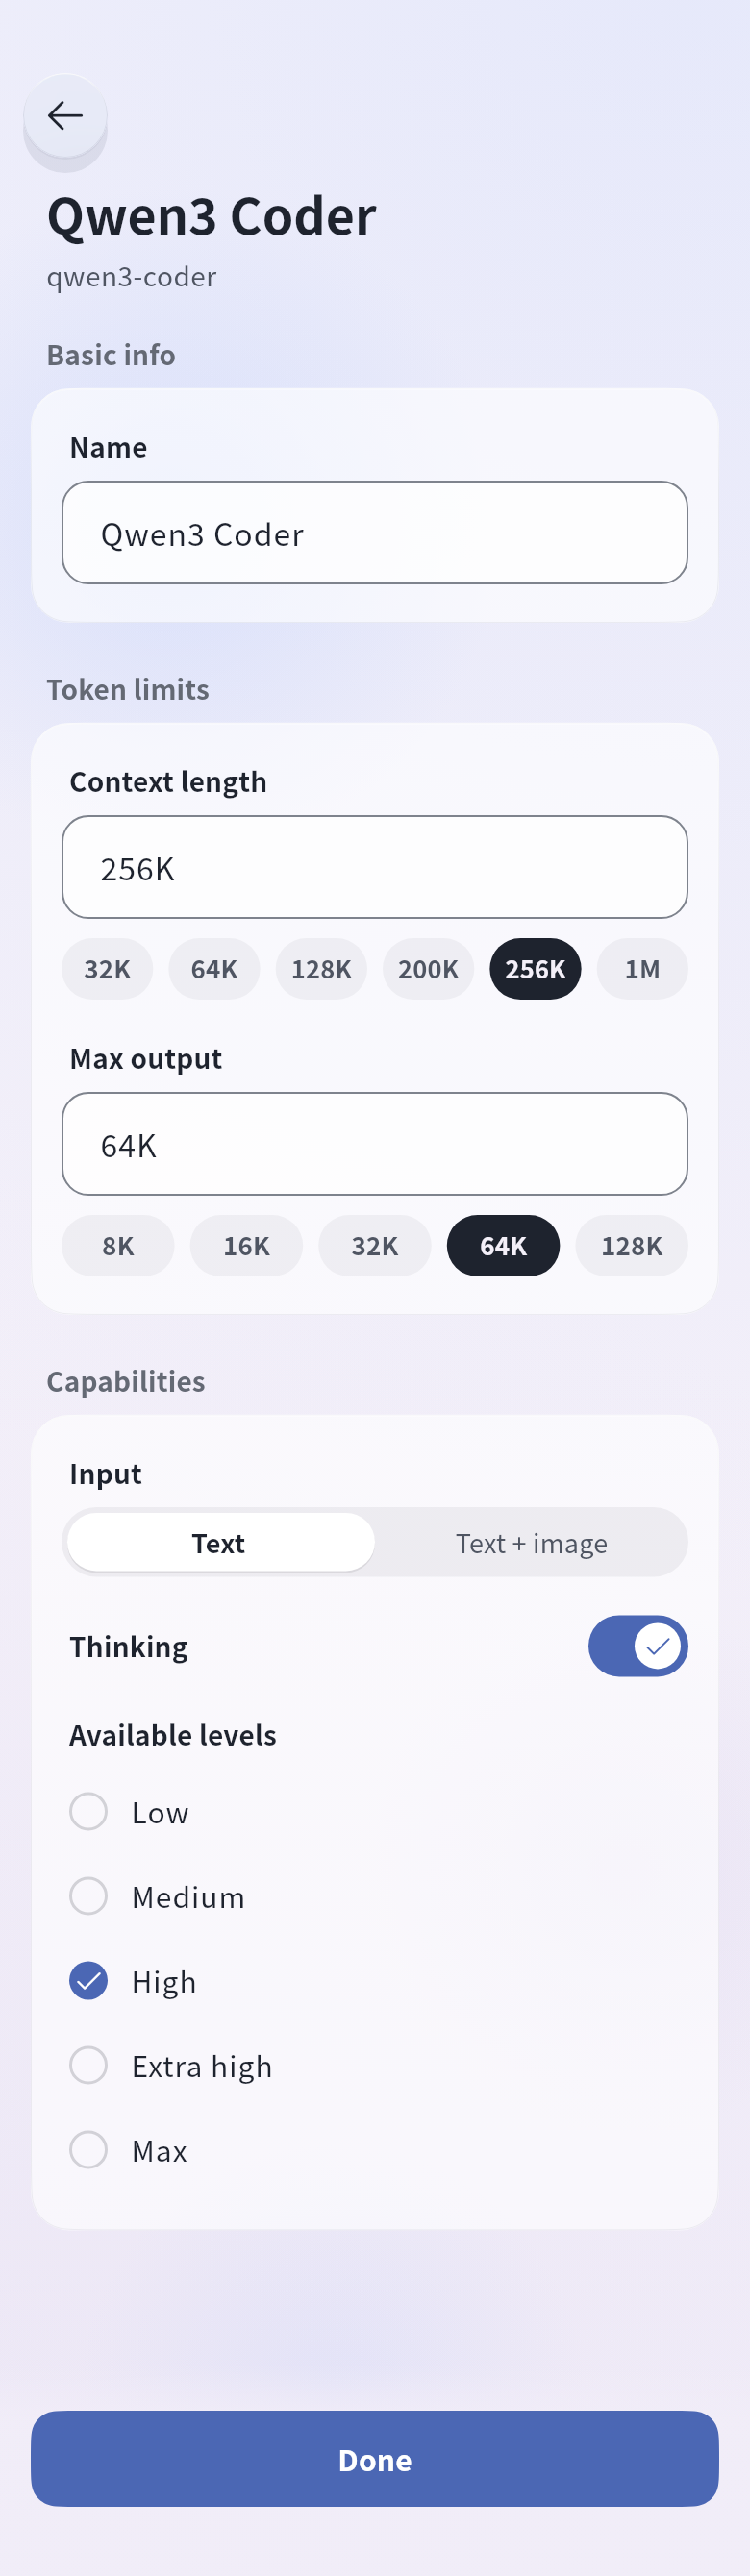 Qwen3 Coder
qwen3-coder
Basic info
Name
Qwen3 Coder
Token limits
Context length
256K
32K 64K 128K 200K 256K 1M
Max output
64K
8K 16K 32K 64K 128K
Capabilities
Input
Text Text + image
Thinking
Available levels
Low
Medium
High
Extra high
Max
Done